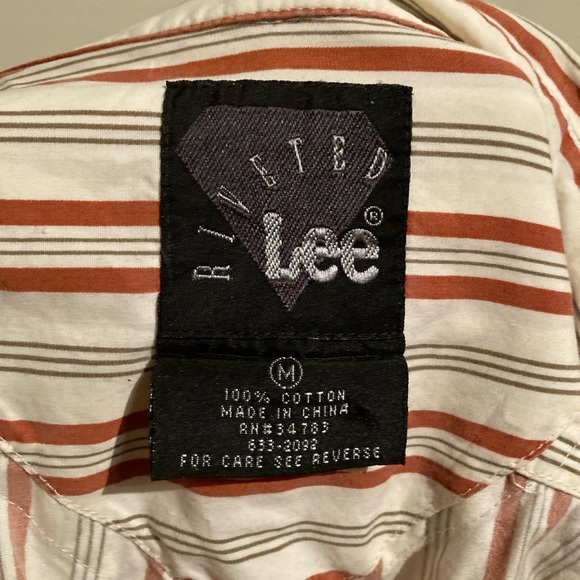 RIVETED
Lee®
M
100% COTTON
MADE IN CHINA
RN#34783
633-2092
FOR CARE SEE REVERSE